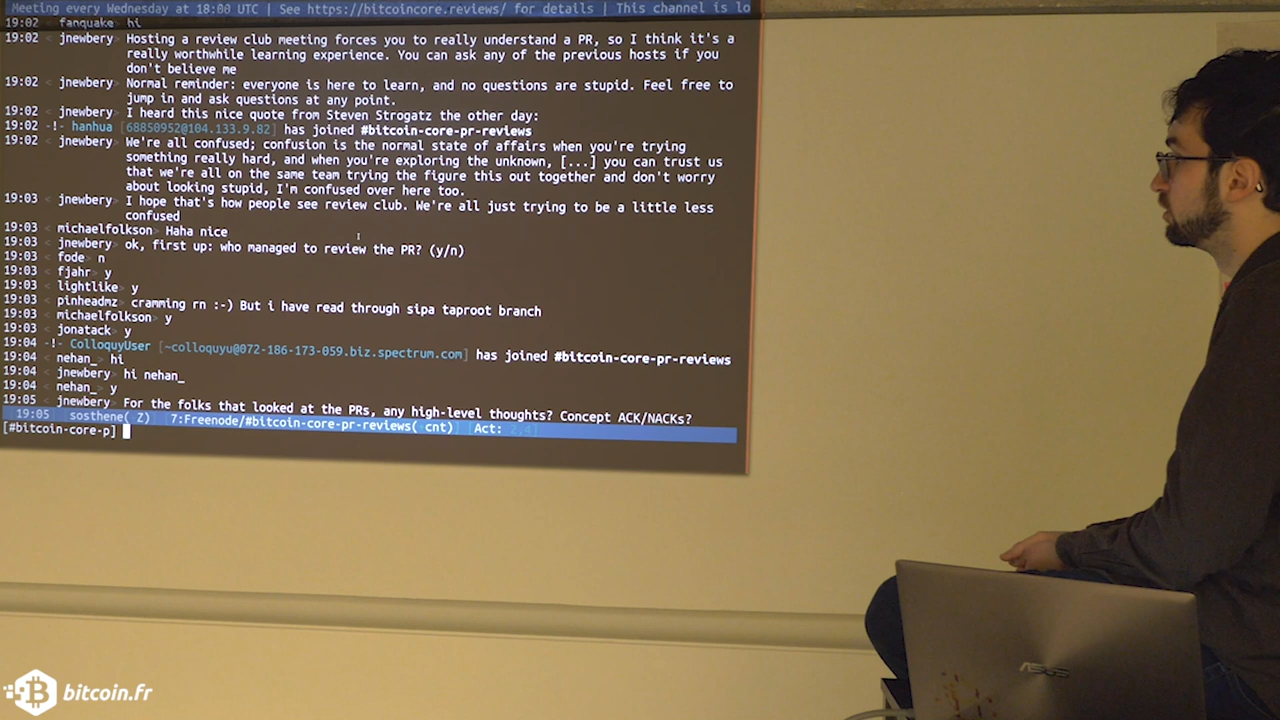 Meeting every Wednesday at 18:00 UTC | See https://bitcoincore.reviews/ for details | This channel is lo
19:02 < fanquake> hi
19:02 < jnewbery> Hosting a review club meeting forces you to really understand a PR, so I think it's a
really worthwhile learning experience. You can ask any of the previous hosts if you
don't believe me
19:02 < jnewbery> Normal reminder: everyone is here to learn, and no questions are stupid. Feel free to
jump in and ask questions at any point.
19:02 < jnewbery> I heard this nice quote from Steven Strogatz the other day:
19:02 -!- hanhua [68850952@104.133.9.82] has joined #bitcoin-core-pr-reviews
19:02 < jnewbery> We're all confused; confusion is the normal state of affairs when you're trying
something really hard, and when you're exploring the unknown, [...] you can trust us
that we're all on the same team trying the figure this out together and don't worry
about looking stupid, I'm confused over here too.
19:03 < jnewbery> I hope that's how people see review club. We're all just trying to be a little less
confused
19:03 < michaelfolkson> Haha nice
19:03 < jnewbery> ok, first up: who managed to review the PR? (y/n)
19:03 < fode> n
19:03 < fjahr> y
19:03 < lightlike> y
19:03 < pinheadmz> cramming rn :-) But i have read through sipa taproot branch
19:03 < michaelfolkson> y
19:03 < jonatack> y
19:04 -!- ColloquyUser [~colloquyu@072-186-173-059.biz.spectrum.com] has joined #bitcoin-core-pr-reviews
19:04 < nehan_> hi
19:04 < jnewbery> hi nehan_
19:04 < nehan_> y
19:05 < jnewbery> For the folks that looked at the PRs, any high-level thoughts? Concept ACK/NACKs?
19:05 sosthene( Z) 7:Freenode/#bitcoin-core-pr-reviews( cnt) [Act: 2,4]
[#bitcoin-core-p]
ASUS
bitcoin.fr